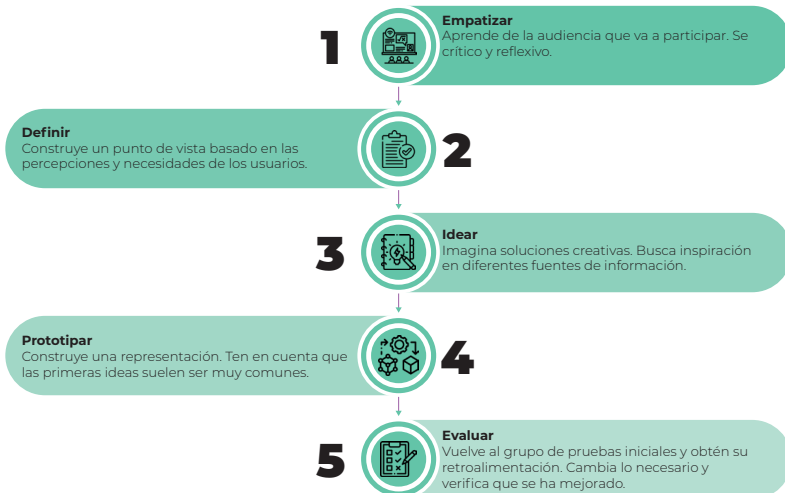 1
Empatizar
Aprende de la audiencia que va a participar. Se
crítico y reflexivo.
Definir
Construye un punto de vista basado en las
percepciones y necesidades de los usuarios.
2
3
Idear
Imagina soluciones creativas. Busca inspiración
en diferentes fuentes de información.
Prototipar
Construye una representación. Ten en cuenta que
las primeras ideas suelen ser muy comunes.
4
5
Evaluar
Vuelve al grupo de pruebas iniciales y obtén su
retroalimentación. Cambia lo necesario y
verifica que se ha mejorado.